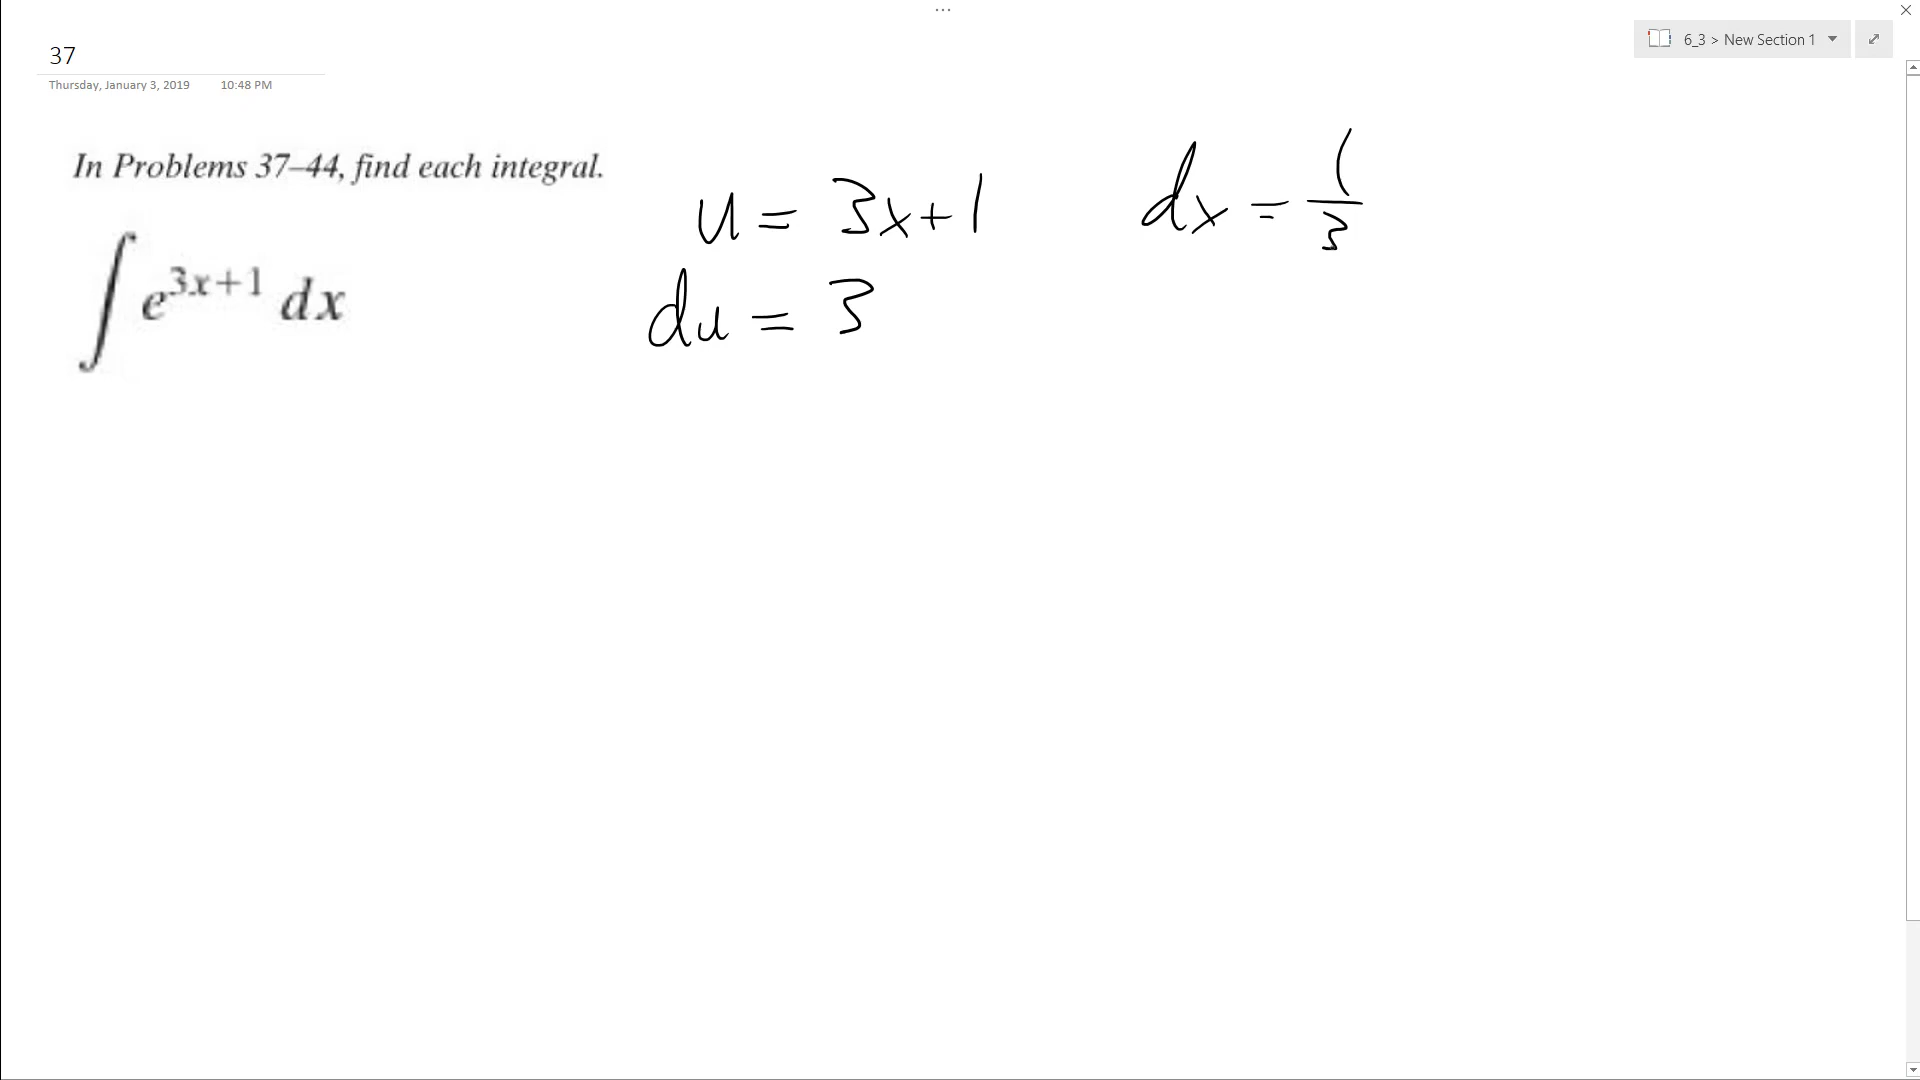 ...
6_3 > New Section 1
37
Thursday, January 3, 2019 10:48 PM
In Problems 37–44, find each integral.
∫ e^{3x+1} dx
u = 3x+1
du = 3
dx = 1/3